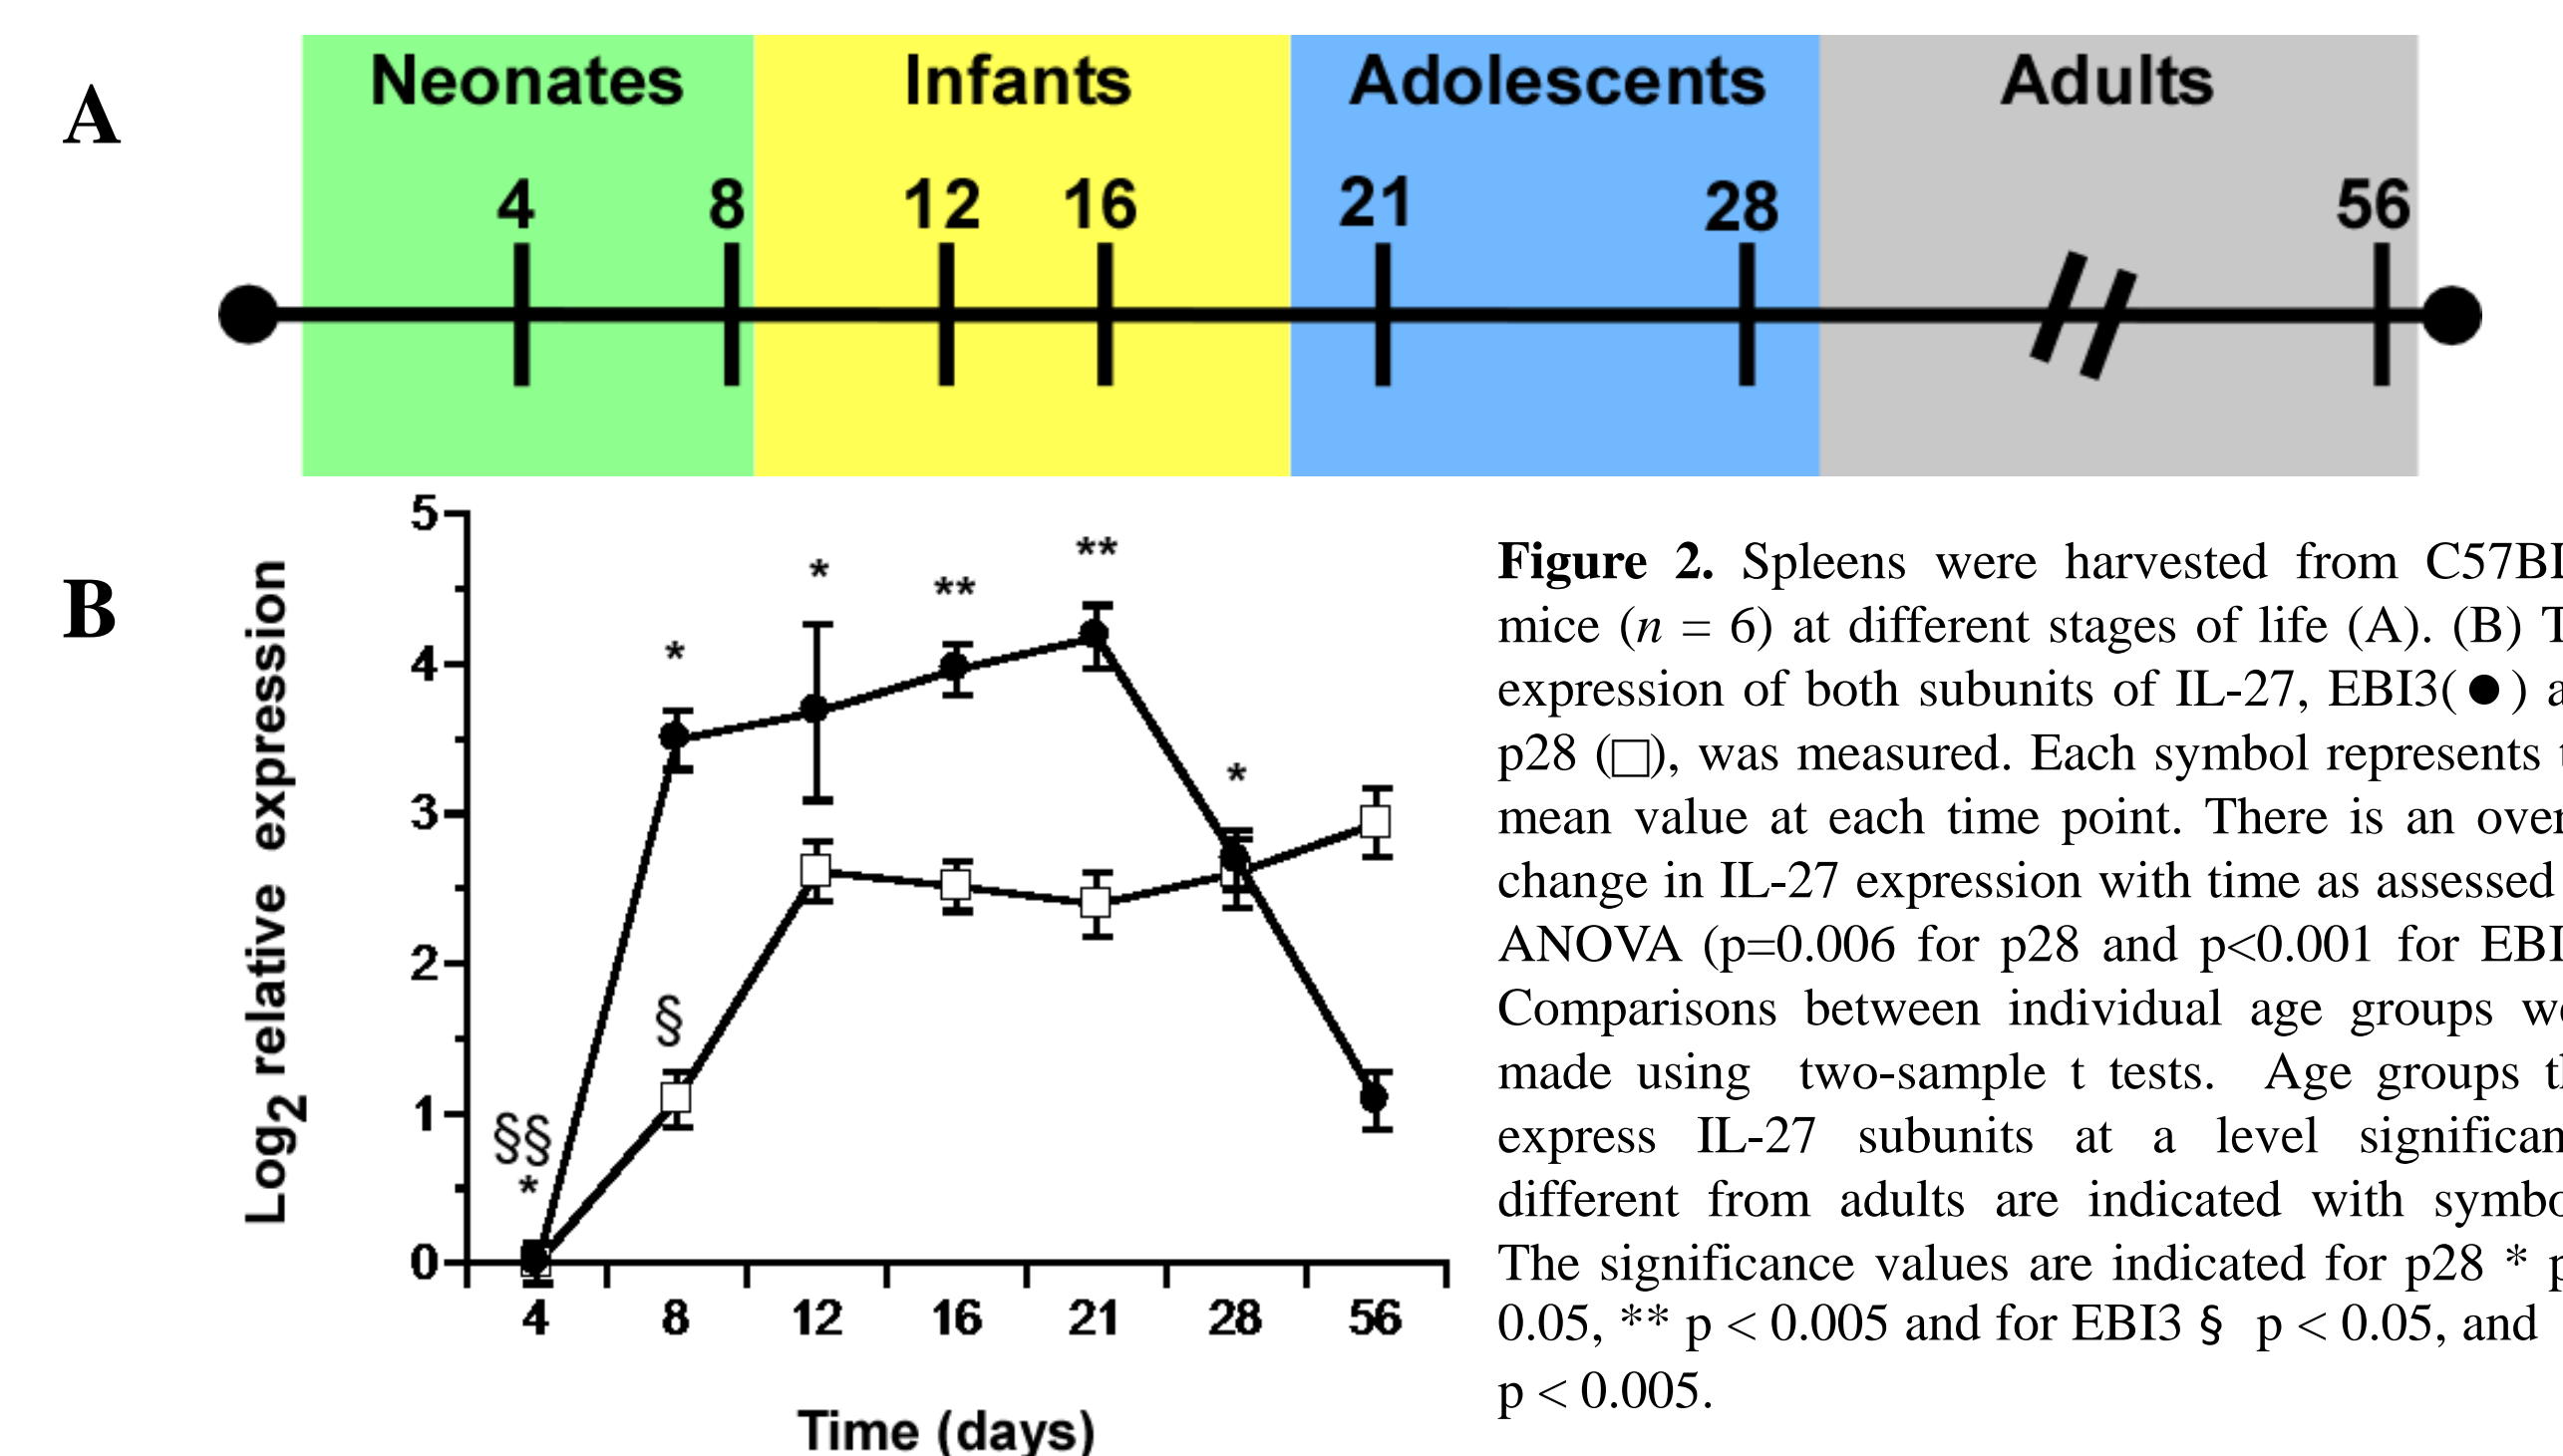 A
Neonates Infants Adolescents Adults
4 8 12 16 21 28 56
B
Log2 relative expression
5
4
3
2
1
0
* * ** ** *
§
§§
*
4 8 12 16 21 28 56
Time (days)
Figure 2. Spleens were harvested from
mice (n = 6) at different stages of life (A). (B)
expression of both subunits of IL-27, EBI3(●)
p28 (□), was measured. Each symbol represents
mean value at each time point. There is an
change in IL-27 expression with time as assessed
ANOVA (p=0.006 for p28 and p<0.001 for
Comparisons between individual age groups
made using two-sample t tests. Age groups
express IL-27 subunits at a level
different from adults are indicated with
The significance values are indicated for p28 *
0.05, ** p < 0.005 and for EBI3 § p < 0.05, and
p < 0.005.